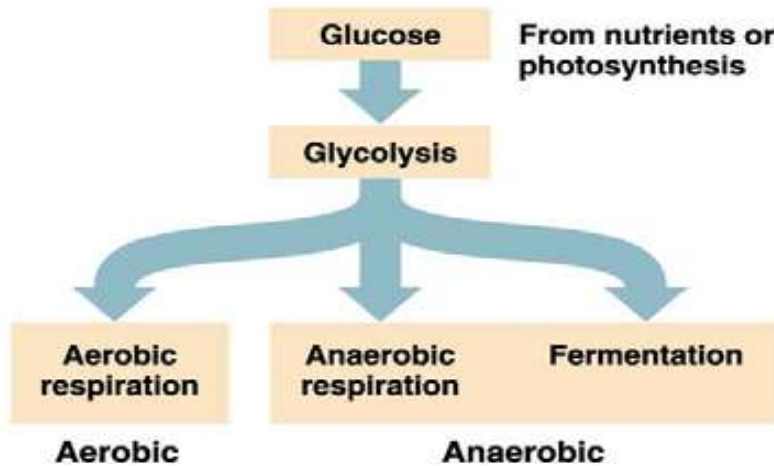 Glucose
From nutrients or
photosynthesis
Glycolysis
Aerobic
respiration
Anaerobic
respiration
Fermentation
Aerobic
Anaerobic